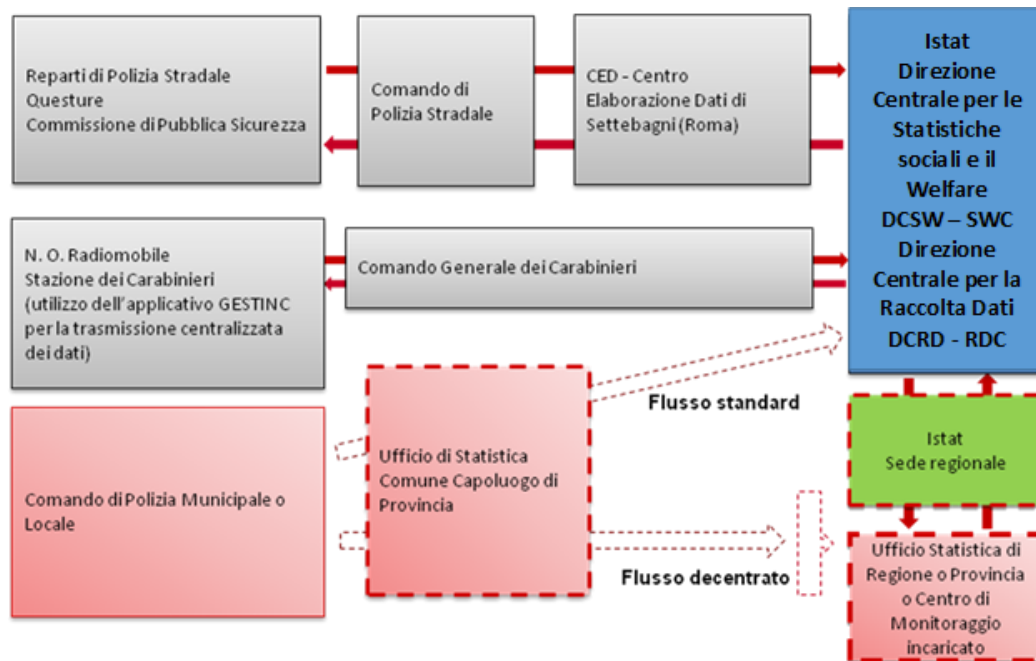 Reparti di Polizia Stradale
Questure
Commissione di Pubblica Sicurezza
Comando di
Polizia Stradale
CED - Centro
Elaborazione Dati di
Settebagni (Roma)
Istat
Direzione
Centrale per le
Statistiche
sociali e il
Welfare
DCSW – SWC
Direzione
Centrale per la
Raccolta Dati
DCRD - RDC
N. O. Radiomobile
Stazione dei Carabinieri
(utilizzo dell'applicativo GESTINC
per la trasmissione centralizzata
dei dati)
Comando Generale dei Carabinieri
Flusso standard
Comando di Polizia Municipale o
Locale
Ufficio di Statistica
Comune Capoluogo di
Provincia
Flusso decentrato
Istat
Sede regionale
Ufficio Statistica di
Regione o Provincia
o Centro di
Monitoraggio
incaricato